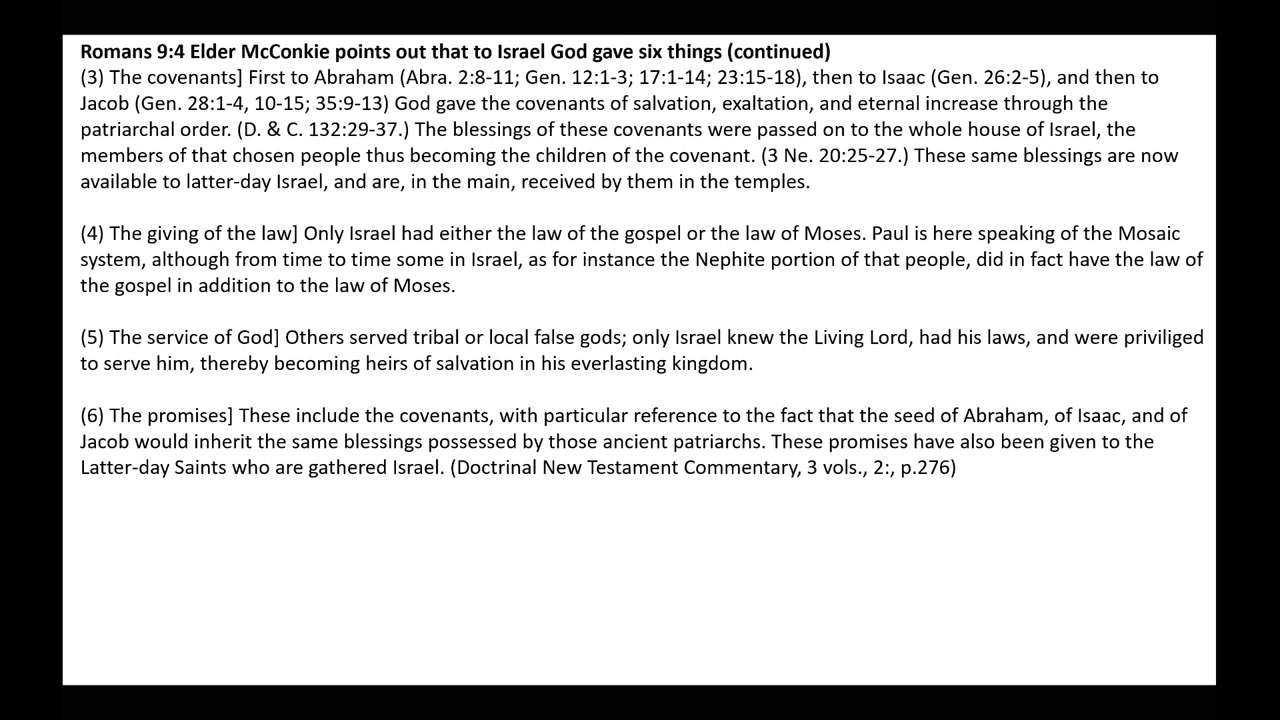 Romans 9:4 Elder McConkie points out that to Israel God gave six things (continued)
(3) The covenants] First to Abraham (Abra. 2:8-11; Gen. 12:1-3; 17:1-14; 23:15-18), then to Isaac (Gen. 26:2-5), and then to
Jacob (Gen. 28:1-4, 10-15; 35:9-13) God gave the covenants of salvation, exaltation, and eternal increase through the
patriarchal order. (D. & C. 132:29-37.) The blessings of these covenants were passed on to the whole house of Israel, the
members of that chosen people thus becoming the children of the covenant. (3 Ne. 20:25-27.) These same blessings are now
available to latter-day Israel, and are, in the main, received by them in the temples.
(4) The giving of the law] Only Israel had either the law of the gospel or the law of Moses. Paul is here speaking of the Mosaic
system, although from time to time some in Israel, as for instance the Nephite portion of that people, did in fact have the law of
the gospel in addition to the law of Moses.
(5) The service of God] Others served tribal or local false gods; only Israel knew the Living Lord, had his laws, and were priviliged
to serve him, thereby becoming heirs of salvation in his everlasting kingdom.
(6) The promises] These include the covenants, with particular reference to the fact that the seed of Abraham, of Isaac, and of
Jacob would inherit the same blessings possessed by those ancient patriarchs. These promises have also been given to the
Latter-day Saints who are gathered Israel. (Doctrinal New Testament Commentary, 3 vols., 2:, p.276)